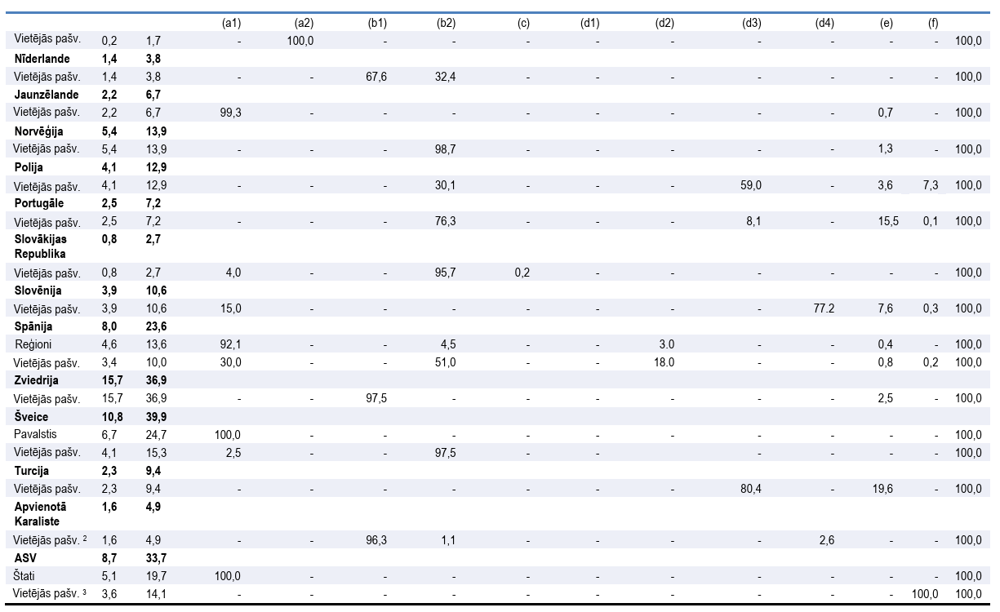 (a1) (a2) (b1) (b2) (c) (d1) (d2) (d3) (d4) (e) (f)
Vietējās pašv. 0,2 1,7 - 100,0 - - - - - - - - - 100,0
Nīderlande 1,4 3,8
Vietējās pašv. 1,4 3,8 - - 67,6 32,4 - - - - - - - 100,0
Jaunzēlande 2,2 6,7
Vietējās pašv. 2,2 6,7 99,3 - - - - - - - - 0,7 - 100,0
Norvēģija 5,4 13,9
Vietējās pašv. 5,4 13,9 - - - 98,7 - - - - - 1,3 - 100,0
Polija 4,1 12,9
Vietējās pašv. 4,1 12,9 - - - 30,1 - - - 59,0 - 3,6 7,3 100,0
Portugāle 2,5 7,2
Vietējās pašv. 2,5 7,2 - - - 76,3 - - - 8,1 - 15,5 0,1 100,0
Slovākijas 0,8 2,7
Republika
Vietējās pašv. 0,8 2,7 4,0 - - 95,7 0,2 - - - - - - 100,0
Slovēnija 3,9 10,6
Vietējās pašv. 3,9 10,6 15,0 - - - - - - - 77.2 7,6 0,3 100,0
Spānija 8,0 23,6
Reģioni 4,6 13,6 92,1 - - 4,5 - - 3.0 - - 0,4 - 100,0
Vietējās pašv. 3,4 10,0 30,0 - - 51,0 - - 18.0 - - 0,8 0,2 100,0
Zviedrija 15,7 36,9
Vietējās pašv. 15,7 36,9 - - 97,5 - - - - - - 2,5 - 100,0
Šveice 10,8 39,9
Pavalstis 6,7 24,7 100,0 - - - - - - - - - - 100,0
Vietējās pašv. 4,1 15,3 2,5 - - 97,5 - - - - - - - 100,0
Turcija 2,3 9,4
Vietējās pašv. 2,3 9,4 - - - - - - - 80,4 - 19,6 - 100,0
Apvienotā 1,6 4,9
Karaliste
Vietējās pašv. ² 1,6 4,9 - - 96,3 1,1 - - - - 2,6 - - 100,0
ASV 8,7 33,7
Štati 5,1 19,7 100,0 - - - - - - - - - - 100,0
Vietējās pašv. ³ 3,6 14,1 - - - - - - - - - - 100,0 100,0